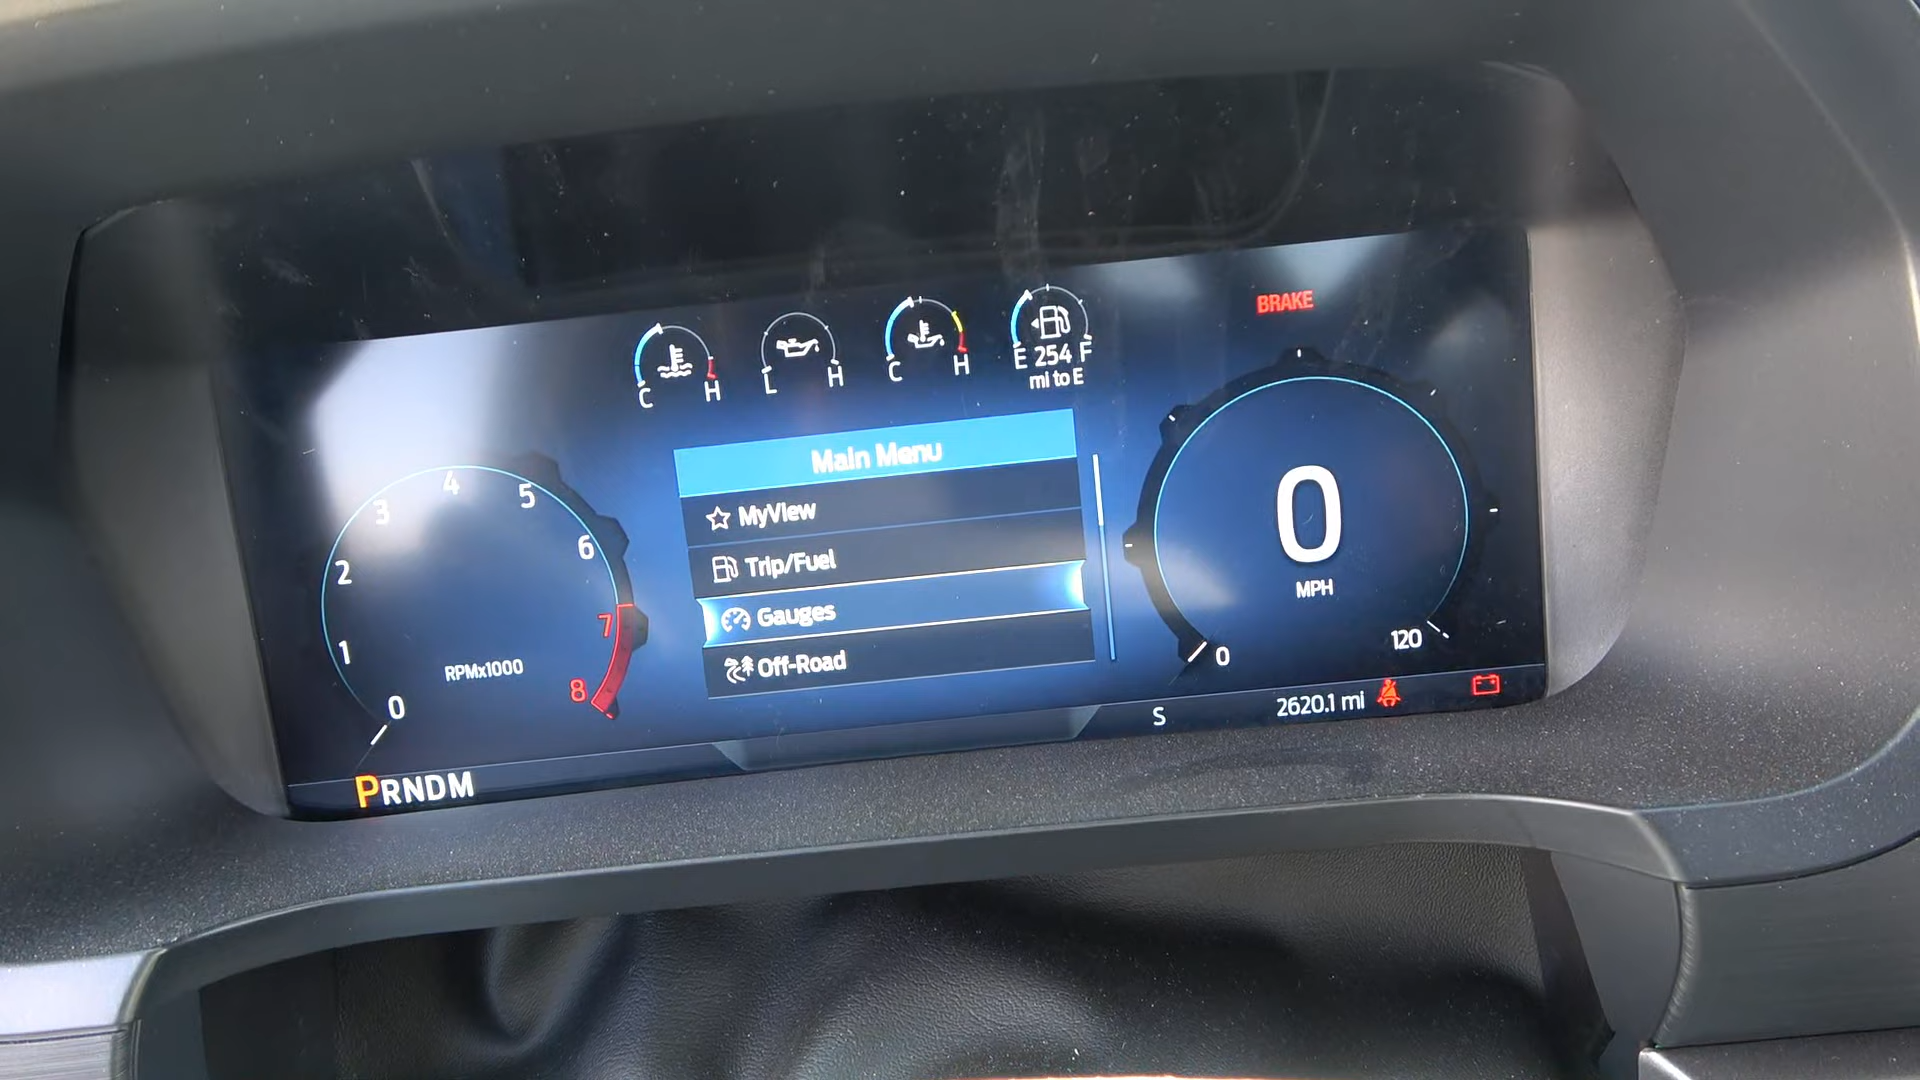 C H
L H
C H
E 254 F
mi to E
BRAKE
Main Menu
MyView
Trip/Fuel
Gauges
Off-Road
0
1
2
3
4
5
6
7
8
RPMx1000
0
MPH
0
120
PRNDM
S
2620.1 mi